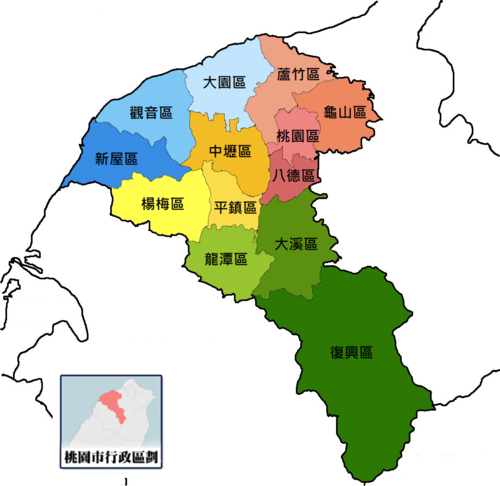 蘆竹區
大園區
龜山區
觀音區
桃園區
中壢區
新屋區
八德區
楊梅區
平鎮區
大溪區
龍潭區
復興區
桃園市行政區劃
1